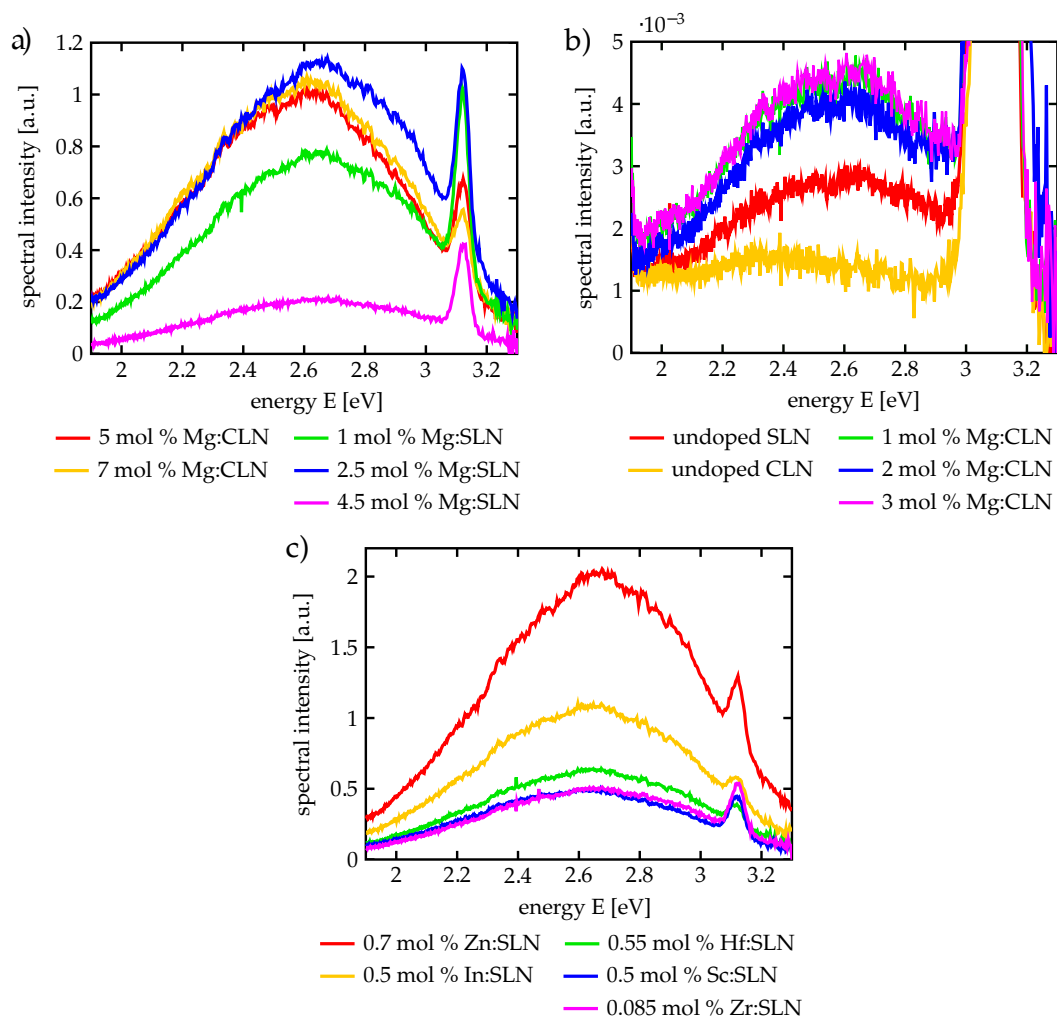 a)
1.2
1
0.8
0.6
0.4
0.2
0
spectral intensity [a.u.]
2 2.2 2.4 2.6 2.8 3 3.2
energy E [eV]
5 mol % Mg:CLN 1 mol % Mg:SLN
7 mol % Mg:CLN 2.5 mol % Mg:SLN
4.5 mol % Mg:SLN
b)
·10⁻³
5
4
3
2
1
0
spectral intensity [a.u.]
2 2.2 2.4 2.6 2.8 3 3.2
energy E [eV]
undoped SLN 1 mol % Mg:CLN
undoped CLN 2 mol % Mg:CLN
3 mol % Mg:CLN
c)
2
1.5
1
0.5
0
spectral intensity [a.u.]
2 2.2 2.4 2.6 2.8 3 3.2
energy E [eV]
0.7 mol % Zn:SLN 0.55 mol % Hf:SLN
0.5 mol % In:SLN 0.5 mol % Sc:SLN
0.085 mol % Zr:SLN